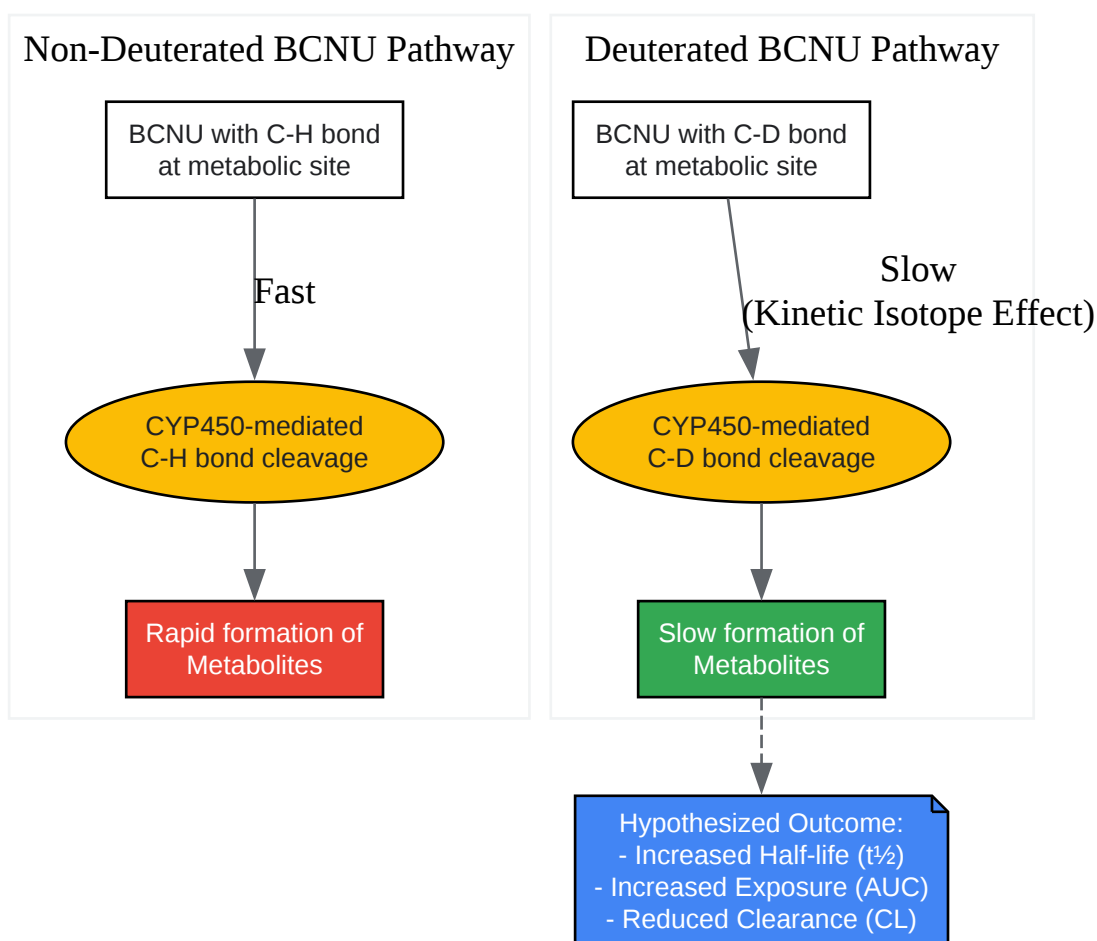 Non-Deuterated BCNU Pathway
BCNU with C-H bond
at metabolic site
Fast
CYP450-mediated
C-H bond cleavage
Rapid formation of
Metabolites
Deuterated BCNU Pathway
BCNU with C-D bond
at metabolic site
Slow
(Kinetic Isotope Effect)
CYP450-mediated
C-D bond cleavage
Slow formation of
Metabolites
Hypothesized Outcome:
- Increased Half-life (t½)
- Increased Exposure (AUC)
- Reduced Clearance (CL)